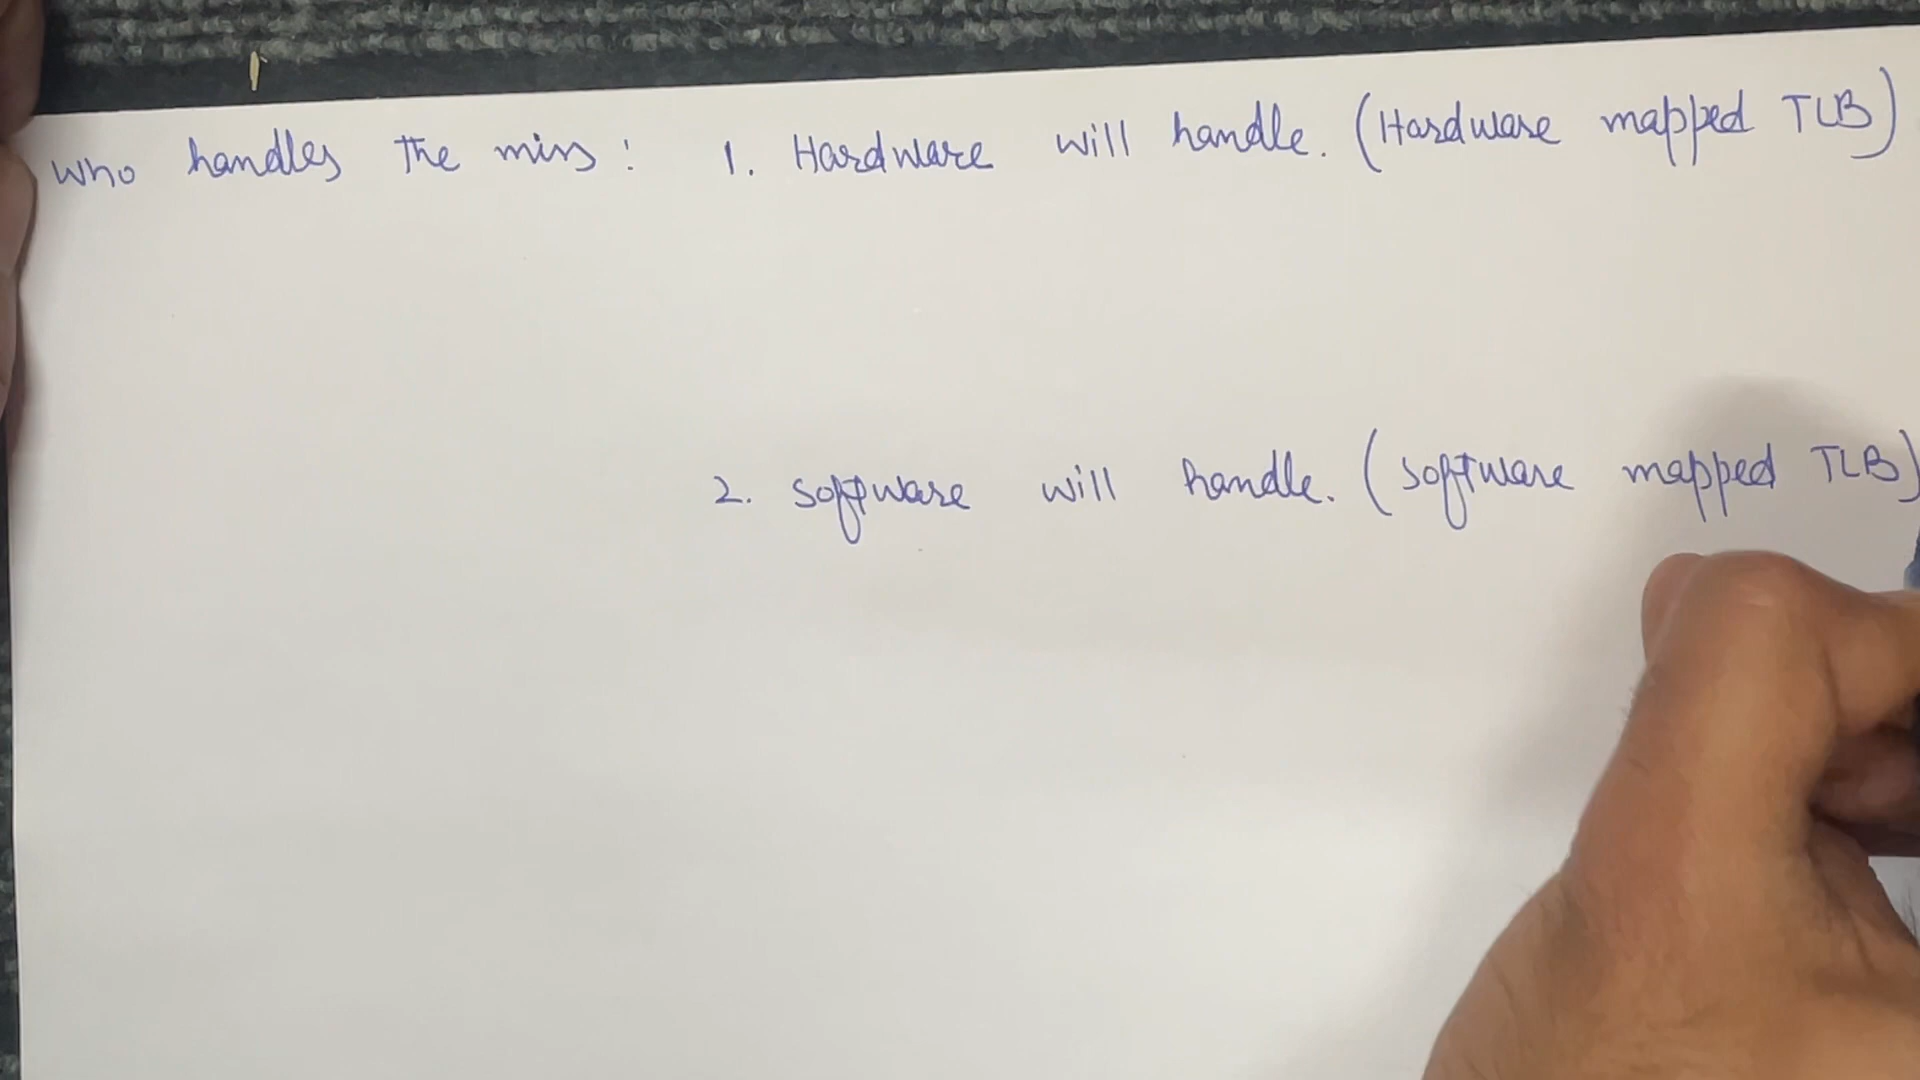 Who handles the miss : 1. Hardware will handle. (Hardware mapped TLB)
2. software will handle. (software mapped TLB)